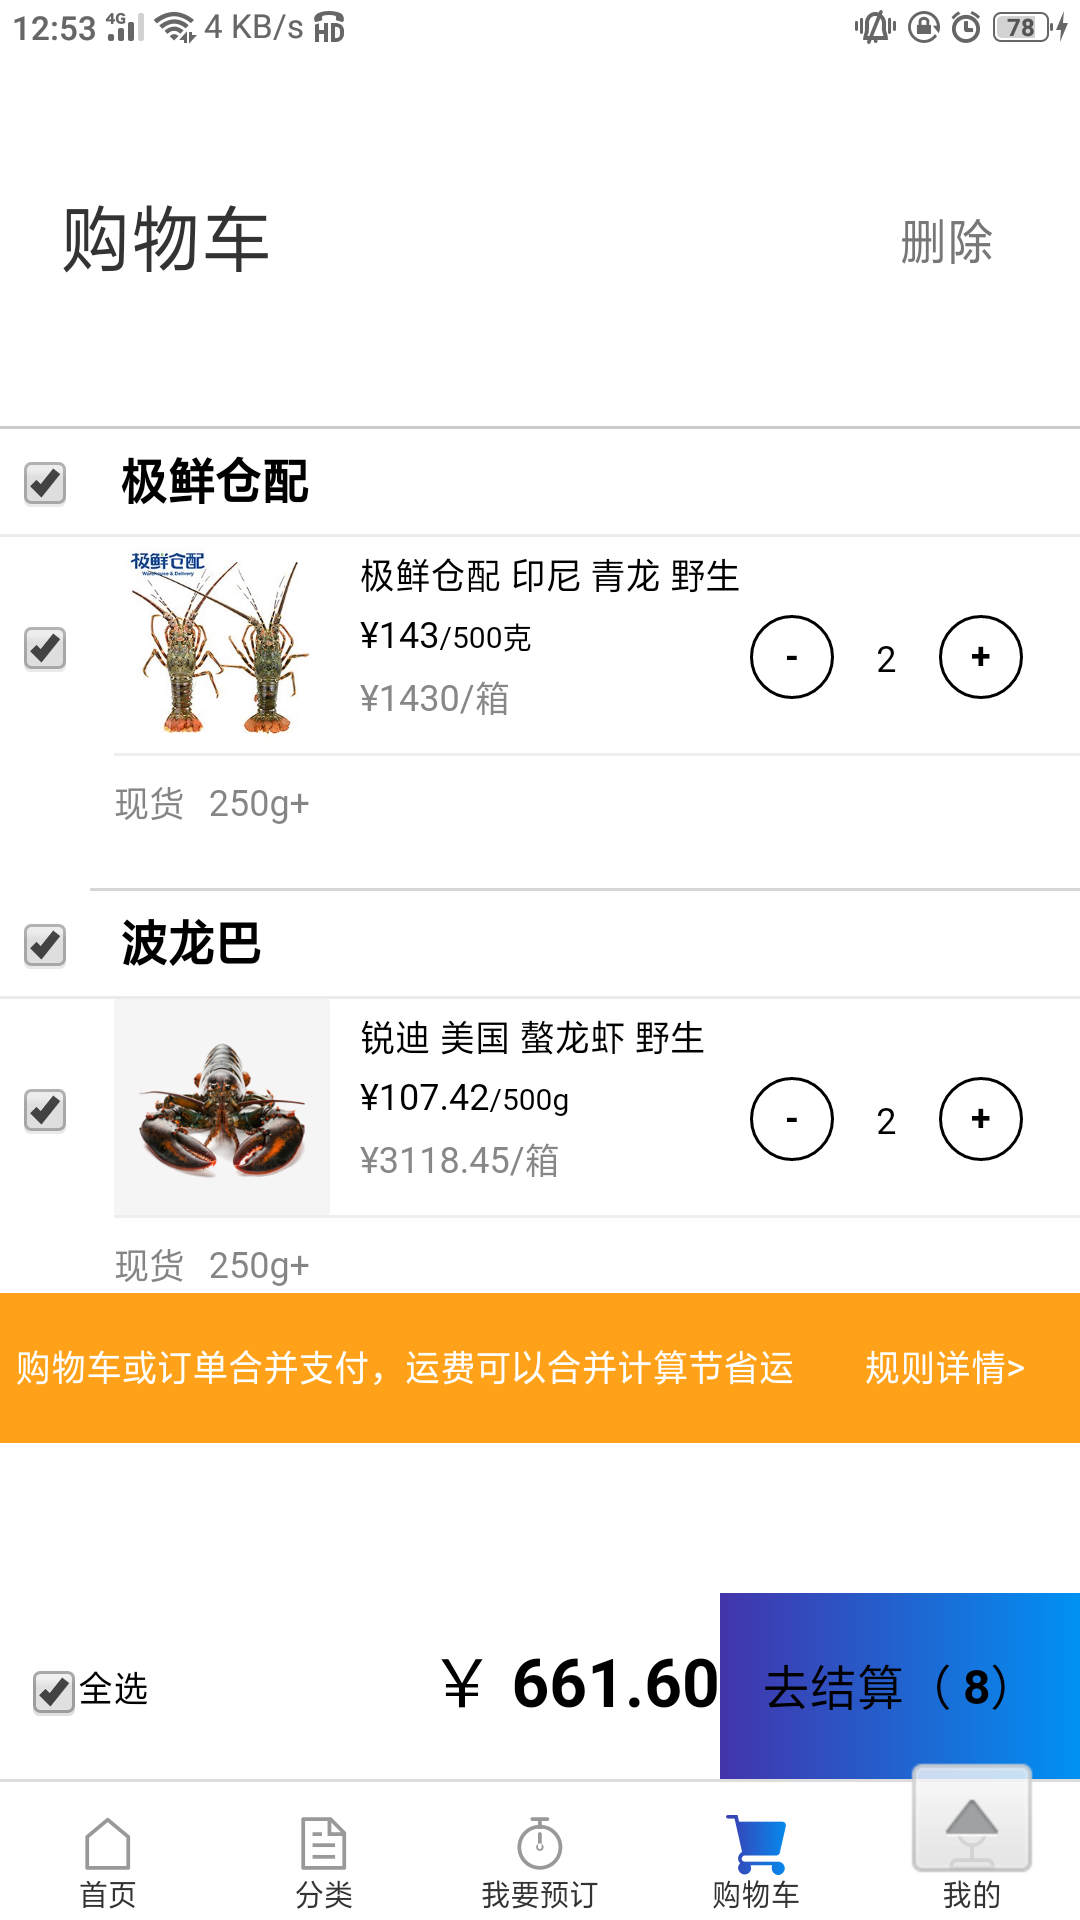 12:53 4G 4 KB/s HD 78
购物车 删除
极鲜仓配
极鲜仓配
Warehouse & Delivery
极鲜仓配 印尼 青龙 野生
¥143/500克
- 2 +
¥1430/箱
现货 250g+
波龙巴
锐迪 美国 螯龙虾 野生
¥107.42/500g
- 2 +
¥3118.45/箱
现货 250g+
购物车或订单合并支付，运费可以合并计算节省运 规则详情>
全选 ¥ 661.60 去结算（8）
首页 分类 我要预订 购物车 我的